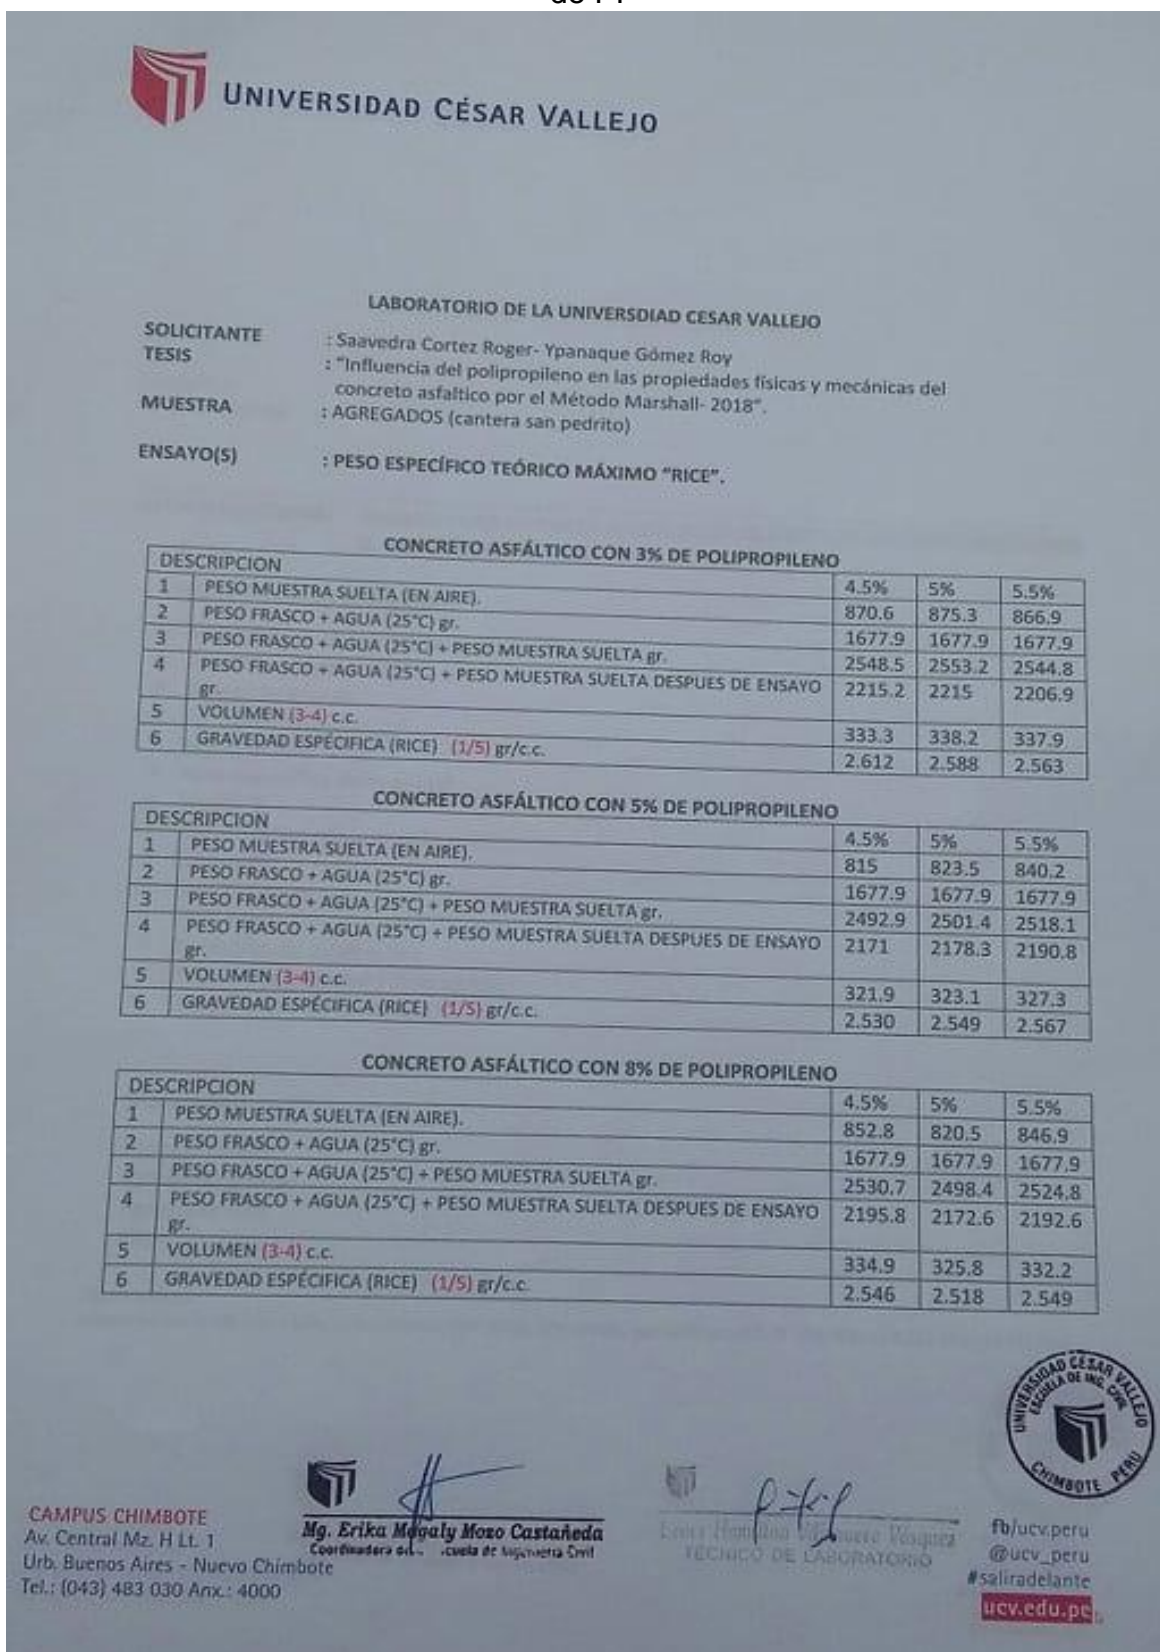 UNIVERSIDAD CÉSAR VALLEJO
LABORATORIO DE LA UNIVERSDIAD CESAR VALLEJO
SOLICITANTE : Saavedra Cortez Roger- Ypanaque Gómez Roy
TESIS : "Influencia del polipropileno en las propiedades físicas y mecánicas del
concreto asfaltico por el Método Marshall- 2018".
MUESTRA : AGREGADOS (cantera san pedrito)
ENSAYO(S) : PESO ESPECÍFICO TEÓRICO MÁXIMO "RICE".
CONCRETO ASFÁLTICO CON 3% DE POLIPROPILENO
DESCRIPCION 4.5% 5% 5.5%
1 PESO MUESTRA SUELTA (EN AIRE). 870.6 875.3 866.9
2 PESO FRASCO + AGUA (25°C) gr. 1677.9 1677.9 1677.9
3 PESO FRASCO + AGUA (25°C) + PESO MUESTRA SUELTA gr. 2548.5 2553.2 2544.8
4 PESO FRASCO + AGUA (25°C) + PESO MUESTRA SUELTA DESPUES DE ENSAYO 2215.2 2215 2206.9
gr.
5 VOLUMEN (3-4) c.c. 333.3 338.2 337.9
6 GRAVEDAD ESPÉCIFICA (RICE) (1/5) gr/c.c. 2.612 2.588 2.563
CONCRETO ASFÁLTICO CON 5% DE POLIPROPILENO
DESCRIPCION 4.5% 5% 5.5%
1 PESO MUESTRA SUELTA (EN AIRE). 815 823.5 840.2
2 PESO FRASCO + AGUA (25°C) gr. 1677.9 1677.9 1677.9
3 PESO FRASCO + AGUA (25°C) + PESO MUESTRA SUELTA gr. 2492.9 2501.4 2518.1
4 PESO FRASCO + AGUA (25°C) + PESO MUESTRA SUELTA DESPUES DE ENSAYO 2171 2178.3 2190.8
gr.
5 VOLUMEN (3-4) c.c. 321.9 323.1 327.3
6 GRAVEDAD ESPÉCIFICA (RICE) (1/5) gr/c.c. 2.530 2.549 2.567
CONCRETO ASFÁLTICO CON 8% DE POLIPROPILENO
DESCRIPCION 4.5% 5% 5.5%
1 PESO MUESTRA SUELTA (EN AIRE). 852.8 820.5 846.9
2 PESO FRASCO + AGUA (25°C) gr. 1677.9 1677.9 1677.9
3 PESO FRASCO + AGUA (25°C) + PESO MUESTRA SUELTA gr. 2530.7 2498.4 2524.8
4 PESO FRASCO + AGUA (25°C) + PESO MUESTRA SUELTA DESPUES DE ENSAYO 2195.8 2172.6 2192.6
gr.
5 VOLUMEN (3-4) c.c. 334.9 325.8 332.2
6 GRAVEDAD ESPÉCIFICA (RICE) (1/5) gr/c.c. 2.546 2.518 2.549
UNIVERSIDAD CÉSAR VALLEJO
ESCUELA DE ING. CIVIL
CHIMBOTE PERU
Mg. Erika Magaly Mozo Castañeda
Coordinadora de Ingeniería Civil
TÉCNICO DE LABORATORIO
CAMPUS CHIMBOTE
Av. Central Mz. H Lt. 1
Urb. Buenos Aires - Nuevo Chimbote
Tel.: (043) 483 030 Anx.: 4000
fb/ucv.peru
@ucv_peru
#saliradelante
ucv.edu.pe